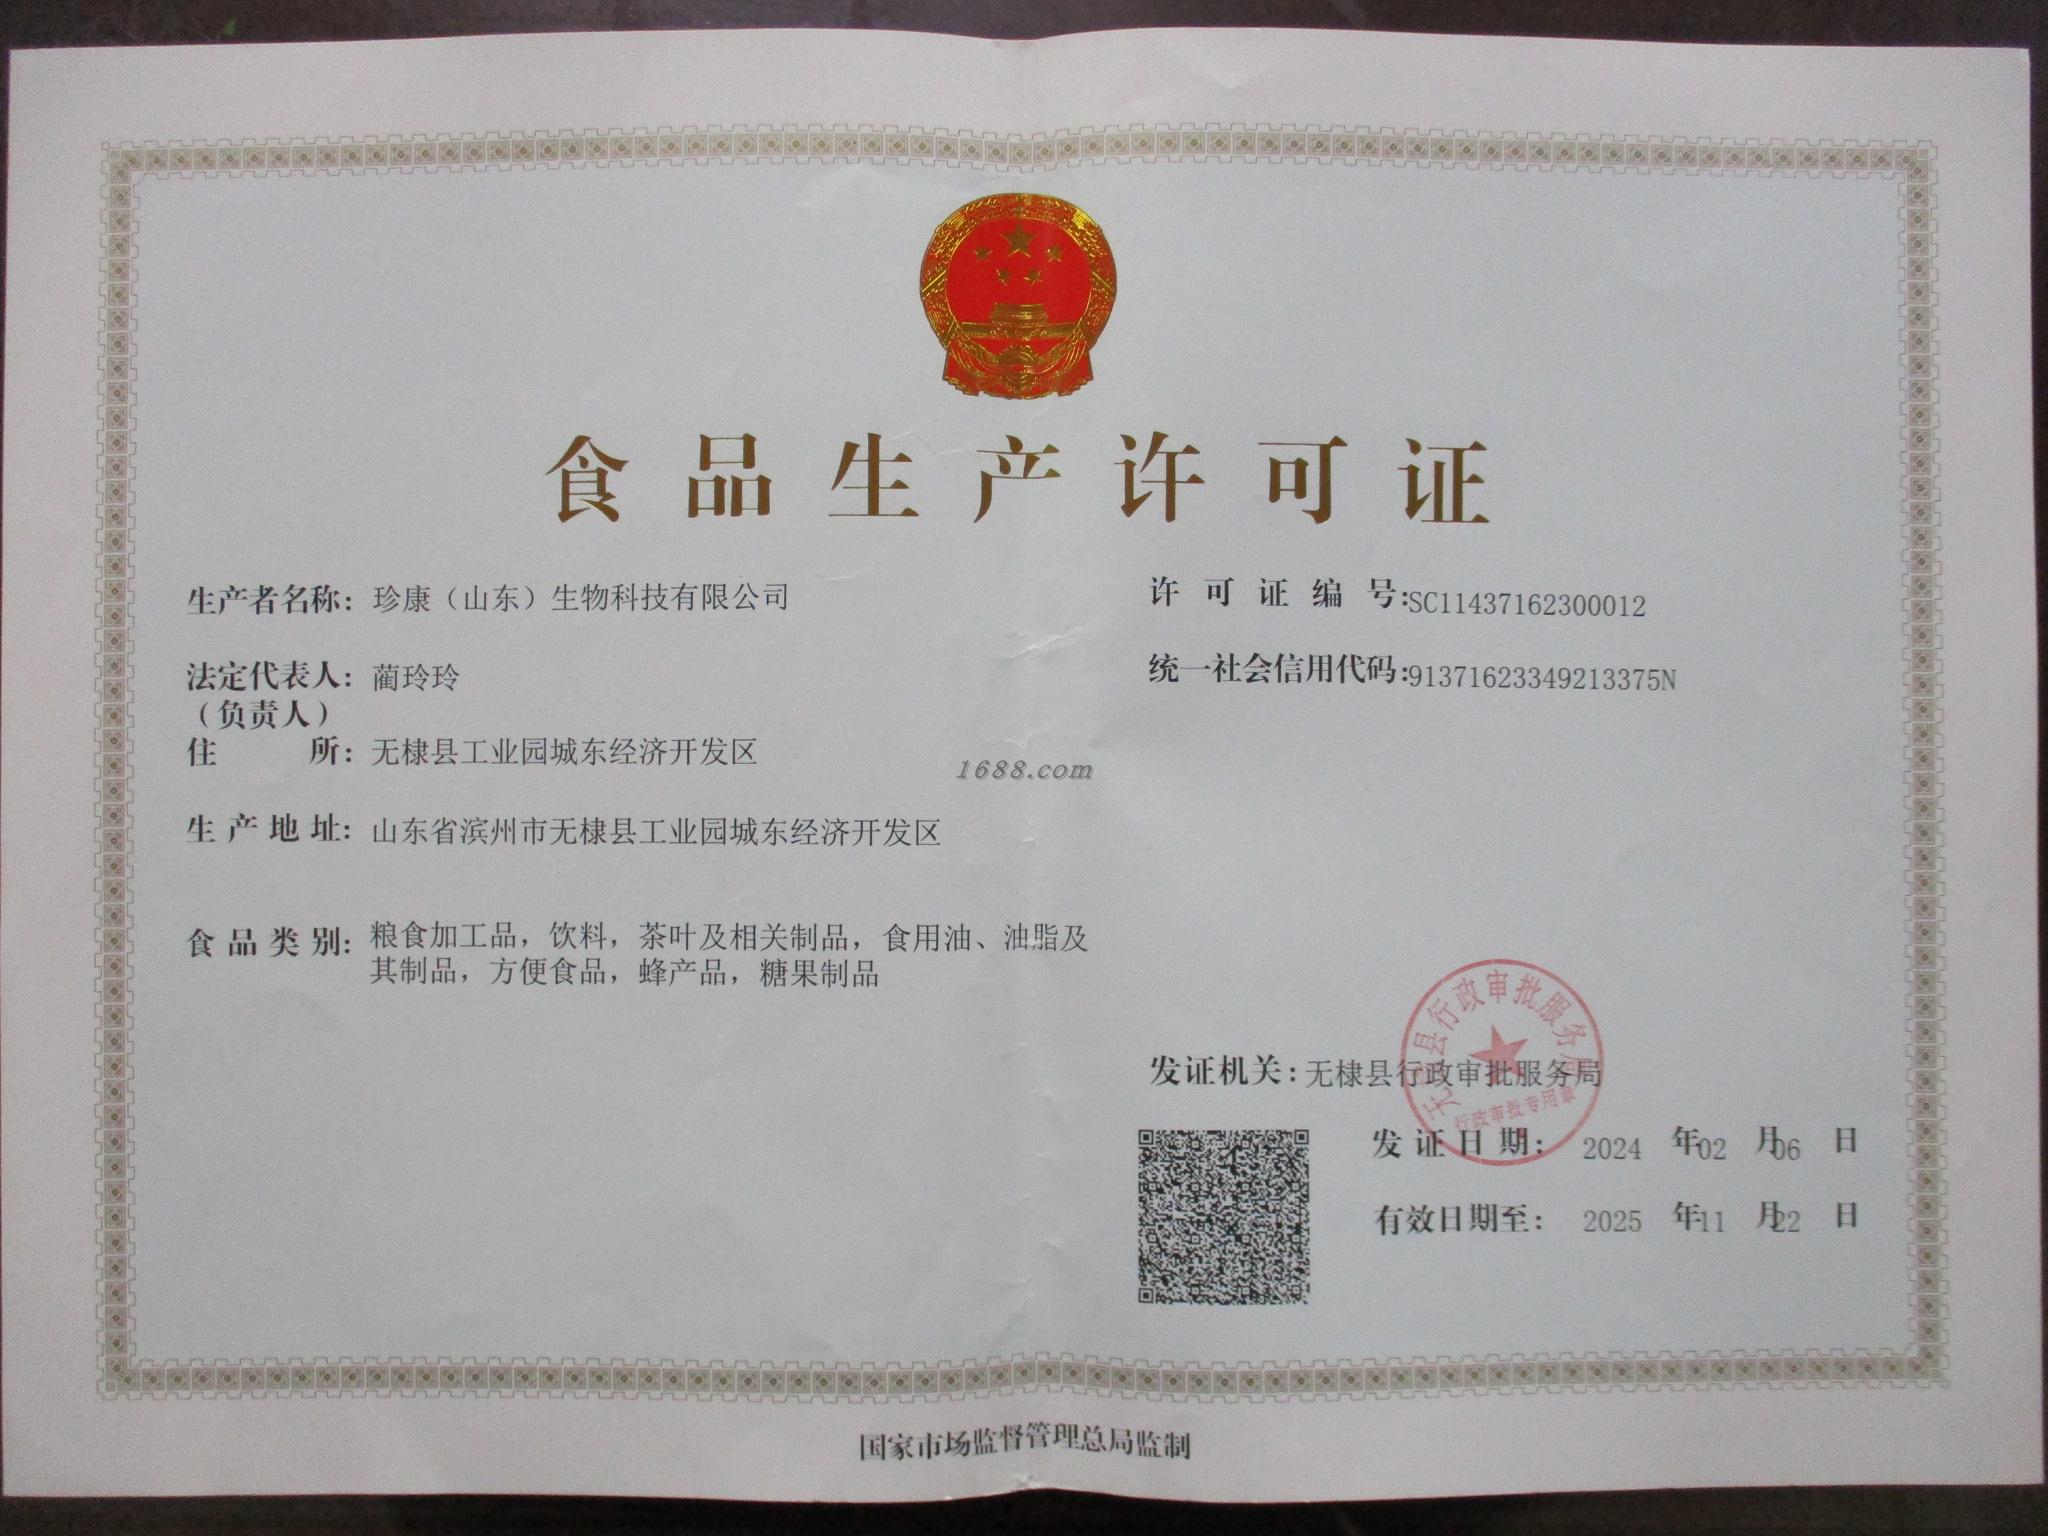 食品生产许可证
生产者名称：珍康（山东）生物科技有限公司
许可证编号：SC11437162300012
法定代表人：蔺玲玲
（负责人）
统一社会信用代码：91371623349213375N
住所：无棣县工业园城东经济开发区
1688.com
生产地址：山东省滨州市无棣县工业园城东经济开发区
食品类别：粮食加工品，饮料，茶叶及相关制品，食用油、油脂及
其制品，方便食品，蜂产品，糖果制品
发证机关：无棣县行政审批服务局
无棣县行政审批服务局
行政审批专用章
发证日期：2024年02月06日
有效日期至：2025年11月22日
国家市场监督管理总局监制